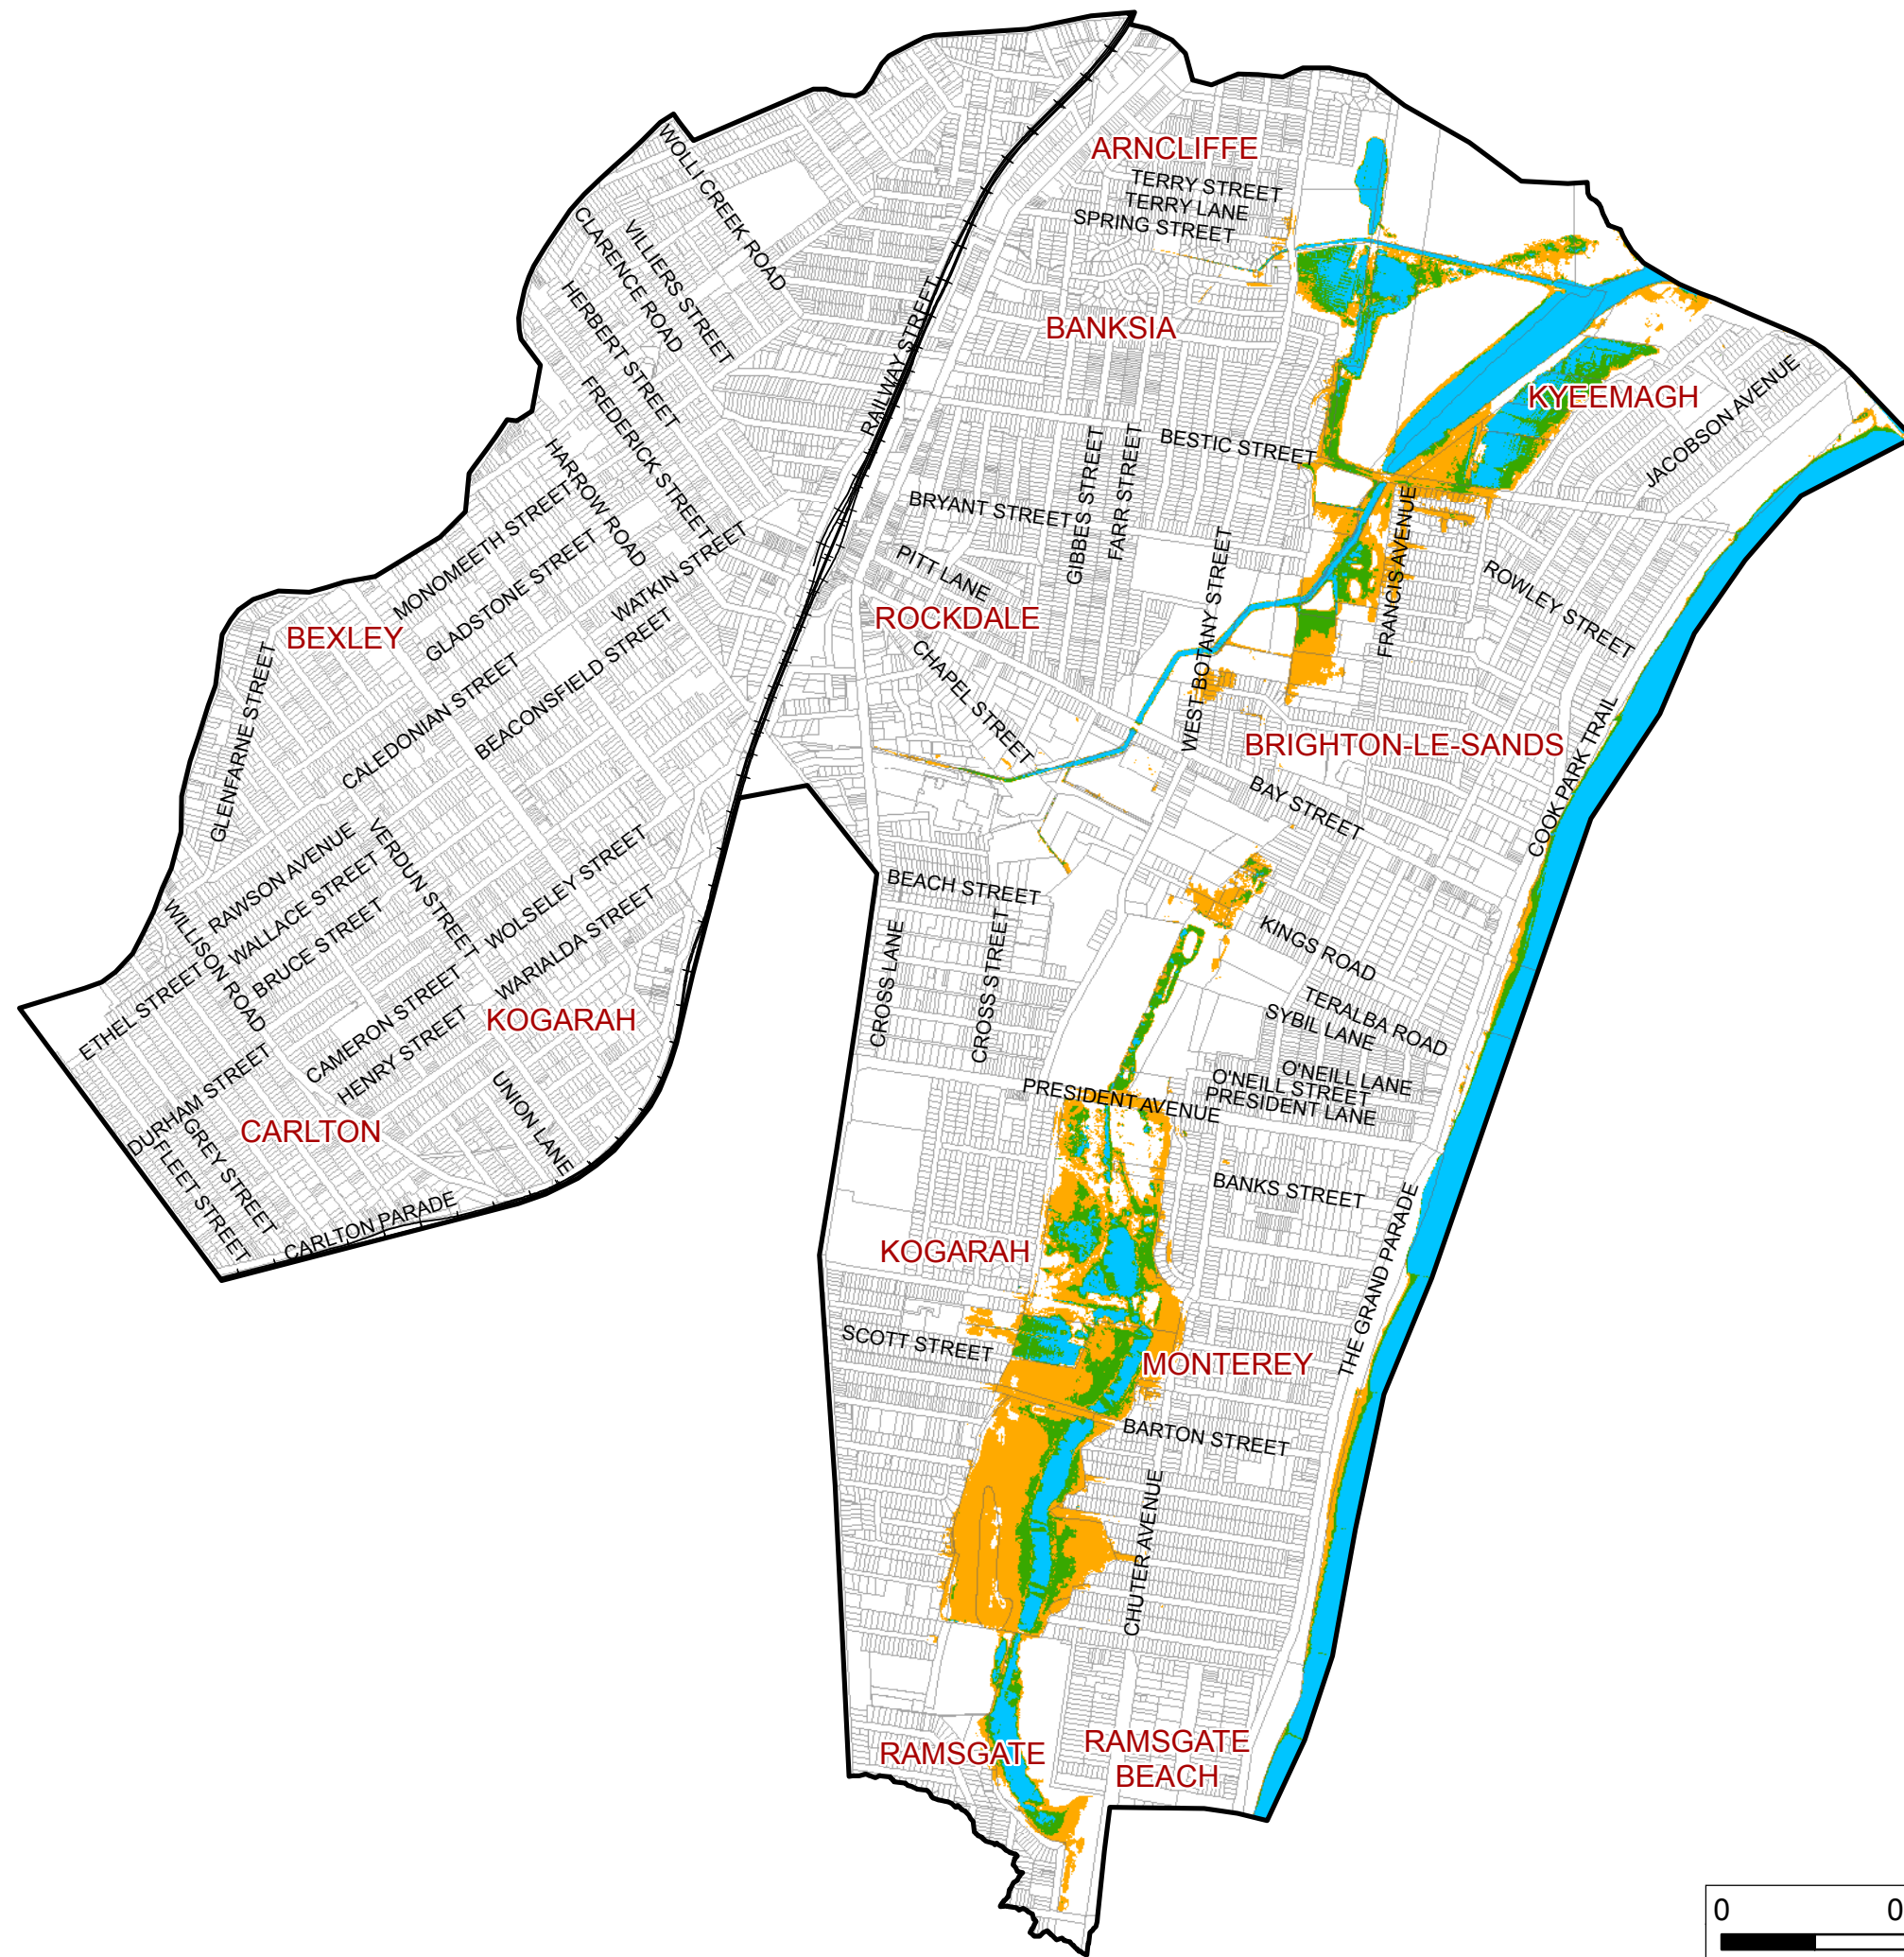 ARNCLIFFE
TERRY STREET
TERRY LANE
SPRING STREET
WOLLI CREEK ROAD
VILLIERS STREET
CLARENCE ROAD
HERBERT STREET
FREDERICK STREET
RAILWAY STREET
BANKSIA
KYEEMAGH
JACOBSON AVENUE
BESTIC STREET
HARROW ROAD
GIBBES STREET
FARR STREET
BRYANT STREET
FRANCIS AVENUE
MONOMEETH STREET
GLADSTONE STREET
WATKIN STREET
PITT LANE
WEST BOTANY STREET
ROWLEY STREET
ROCKDALE
BEXLEY
GLENFARNE STREET
CALEDONIAN STREET
BEACONSFIELD STREET
CHAPEL STREET
BRIGHTON-LE-SANDS
COOK PARK TRAIL
BAY STREET
RAWSON AVENUE
VERDUN STREET
WOLSELEY STREET
WALLACE STREET
BEACH STREET
WILLISON ROAD
BRUCE STREET
WARIALDA STREET
CROSS LANE
CROSS STREET
KINGS ROAD
ETHEL STREET
CAMERON STREET
KOGARAH
TERALBA ROAD
SYBIL LANE
HENRY STREET
DURHAM STREET
UNION LANE
O'NEILL LANE
O'NEILL STREET
PRESIDENT LANE
PRESIDENT AVENUE
CARLTON
GREY STREET
FLEET STREET
CARLTON PARADE
BANKS STREET
THE GRAND PARADE
KOGARAH
SCOTT STREET
MONTEREY
BARTON STREET
CHUTER AVENUE
RAMSGATE
RAMSGATE
BEACH
0 0